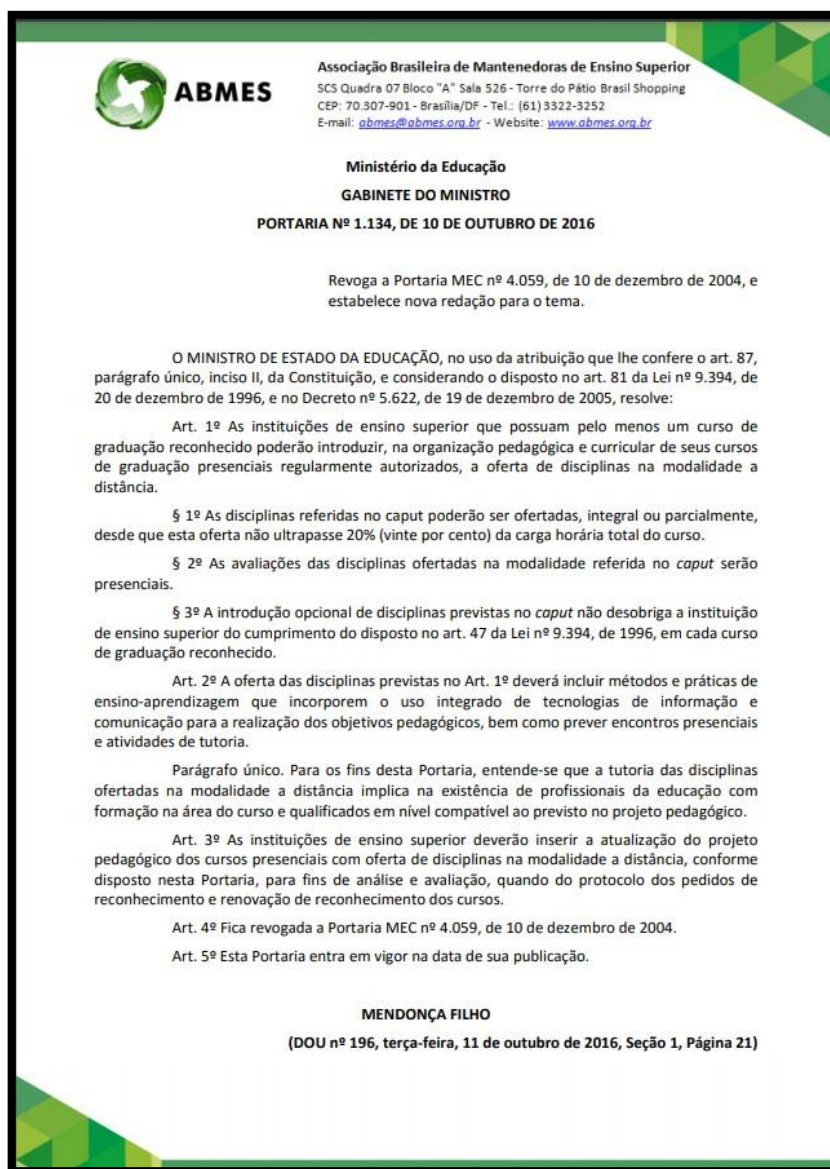 ABMES
Associação Brasileira de Mantenedoras de Ensino Superior
SCS Quadra 07 Bloco "A" Sala 526 - Torre do Pátio Brasil Shopping
CEP: 70.307-901 - Brasília/DF - Tel.: (61) 3322-3252
E-mail: abmes@abmes.org.br - Website: www.abmes.org.br
Ministério da Educação
GABINETE DO MINISTRO
PORTARIA Nº 1.134, DE 10 DE OUTUBRO DE 2016
Revoga a Portaria MEC nº 4.059, de 10 de dezembro de 2004, e
estabelece nova redação para o tema.
O MINISTRO DE ESTADO DA EDUCAÇÃO, no uso da atribuição que lhe confere o art. 87,
parágrafo único, inciso II, da Constituição, e considerando o disposto no art. 81 da Lei nº 9.394, de
20 de dezembro de 1996, e no Decreto nº 5.622, de 19 de dezembro de 2005, resolve:
Art. 1º As instituições de ensino superior que possuam pelo menos um curso de
graduação reconhecido poderão introduzir, na organização pedagógica e curricular de seus cursos
de graduação presenciais regularmente autorizados, a oferta de disciplinas na modalidade a
distância.
§ 1º As disciplinas referidas no caput poderão ser ofertadas, integral ou parcialmente,
desde que esta oferta não ultrapasse 20% (vinte por cento) da carga horária total do curso.
§ 2º As avaliações das disciplinas ofertadas na modalidade referida no caput serão
presenciais.
§ 3º A introdução opcional de disciplinas previstas no caput não desobriga a instituição
de ensino superior do cumprimento do disposto no art. 47 da Lei nº 9.394, de 1996, em cada curso
de graduação reconhecido.
Art. 2º A oferta das disciplinas previstas no Art. 1º deverá incluir métodos e práticas de
ensino-aprendizagem que incorporem o uso integrado de tecnologias de informação e
comunicação para a realização dos objetivos pedagógicos, bem como prever encontros presenciais
e atividades de tutoria.
Parágrafo único. Para os fins desta Portaria, entende-se que a tutoria das disciplinas
ofertadas na modalidade a distância implica na existência de profissionais da educação com
formação na área do curso e qualificados em nível compatível ao previsto no projeto pedagógico.
Art. 3º As instituições de ensino superior deverão inserir a atualização do projeto
pedagógico dos cursos presenciais com oferta de disciplinas na modalidade a distância, conforme
disposto nesta Portaria, para fins de análise e avaliação, quando do protocolo dos pedidos de
reconhecimento e renovação de reconhecimento dos cursos.
Art. 4º Fica revogada a Portaria MEC nº 4.059, de 10 de dezembro de 2004.
Art. 5º Esta Portaria entra em vigor na data de sua publicação.
MENDONÇA FILHO
(DOU nº 196, terça-feira, 11 de outubro de 2016, Seção 1, Página 21)